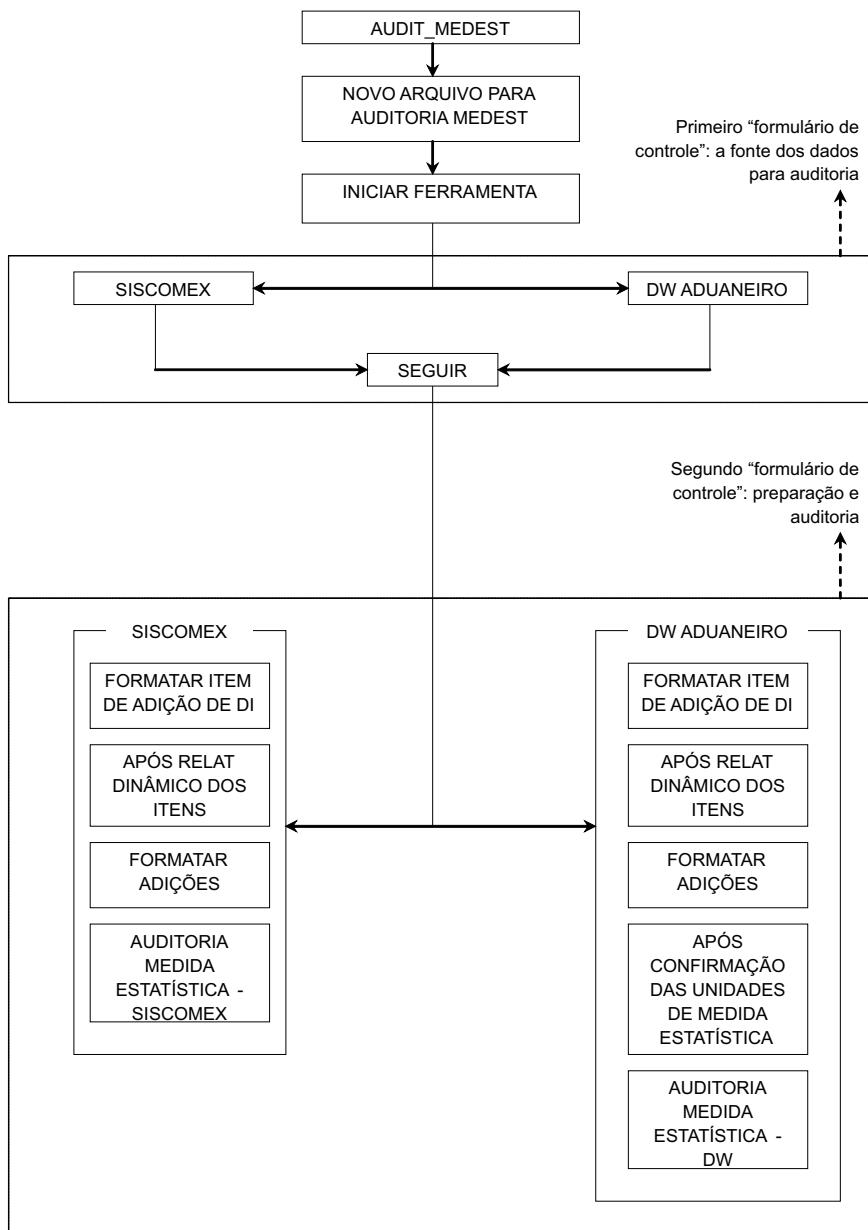 AUDIT_MEDEST
NOVO ARQUIVO PARA
AUDITORIA MEDEST
INICIAR FERRAMENTA
Primeiro “formulário de
controle”: a fonte dos dados
para auditoria
SISCOMEX
DW ADUANEIRO
SEGUIR
Segundo “formulário de
controle”: preparação e
auditoria
SISCOMEX
FORMATAR ITEM
DE ADIÇÃO DE DI
APÓS RELAT
DINÂMICO DOS
ITENS
FORMATAR
ADIÇÕES
AUDITORIA
MEDIDA
ESTATÍSTICA -
SISCOMEX
DW ADUANEIRO
FORMATAR ITEM
DE ADIÇÃO DE DI
APÓS RELAT
DINÂMICO DOS
ITENS
FORMATAR
ADIÇÕES
APÓS
CONFIRMAÇÃO
DAS UNIDADES
DE MEDIDA
ESTATÍSTICA
AUDITORIA
MEDIDA
ESTATÍSTICA -
DW